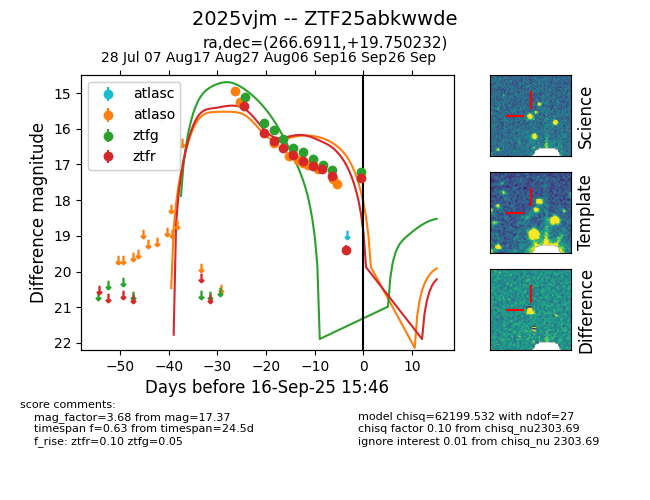 2025vjm -- ZTF25abkwwde
ra,dec=(266.6911,+19.750232)
28 Jul 07 Aug17 Aug27 Aug06 Sep16 Sep26 Sep
atlasc
atlaso
ztfg
ztfr
15
16
17
18
19
20
21
22
Difference magnitude
−50 −40 −30 −20 −10 0 10
Days before 16-Sep-25 15:46
Science
Template
Difference
score comments:
mag_factor=3.68 from mag=17.37
timespan f=0.63 from timespan=24.5d
f_rise: ztfr=0.10 ztfg=0.05
model chisq=62199.532 with ndof=27
chisq factor 0.10 from chisq_nu2303.69
ignore interest 0.01 from chisq_nu 2303.69